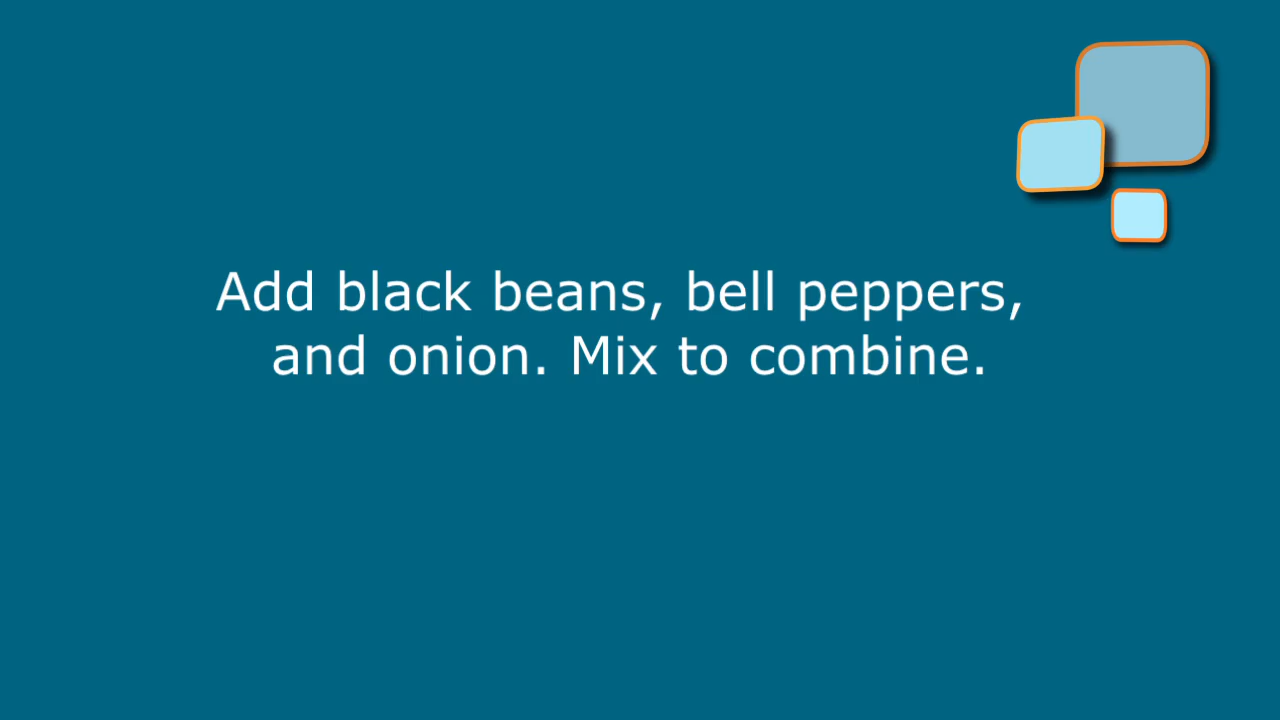 Add black beans, bell peppers,
and onion. Mix to combine.